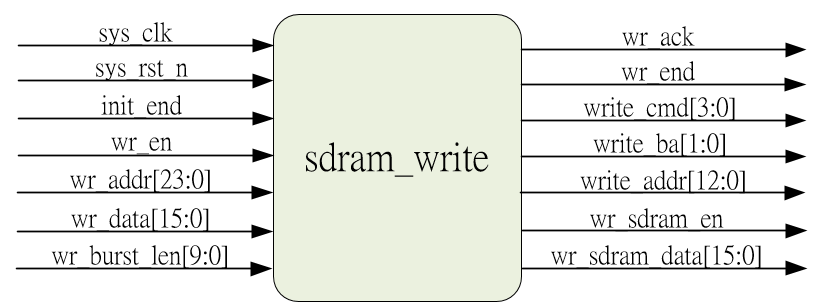 sys_clk
sys_rst_n
init_end
wr_en
wr_addr[23:0]
wr_data[15:0]
wr_burst_len[9:0]
sdram_write
wr_ack
wr_end
write_cmd[3:0]
write_ba[1:0]
write_addr[12:0]
wr_sdram_en
wr_sdram_data[15:0]